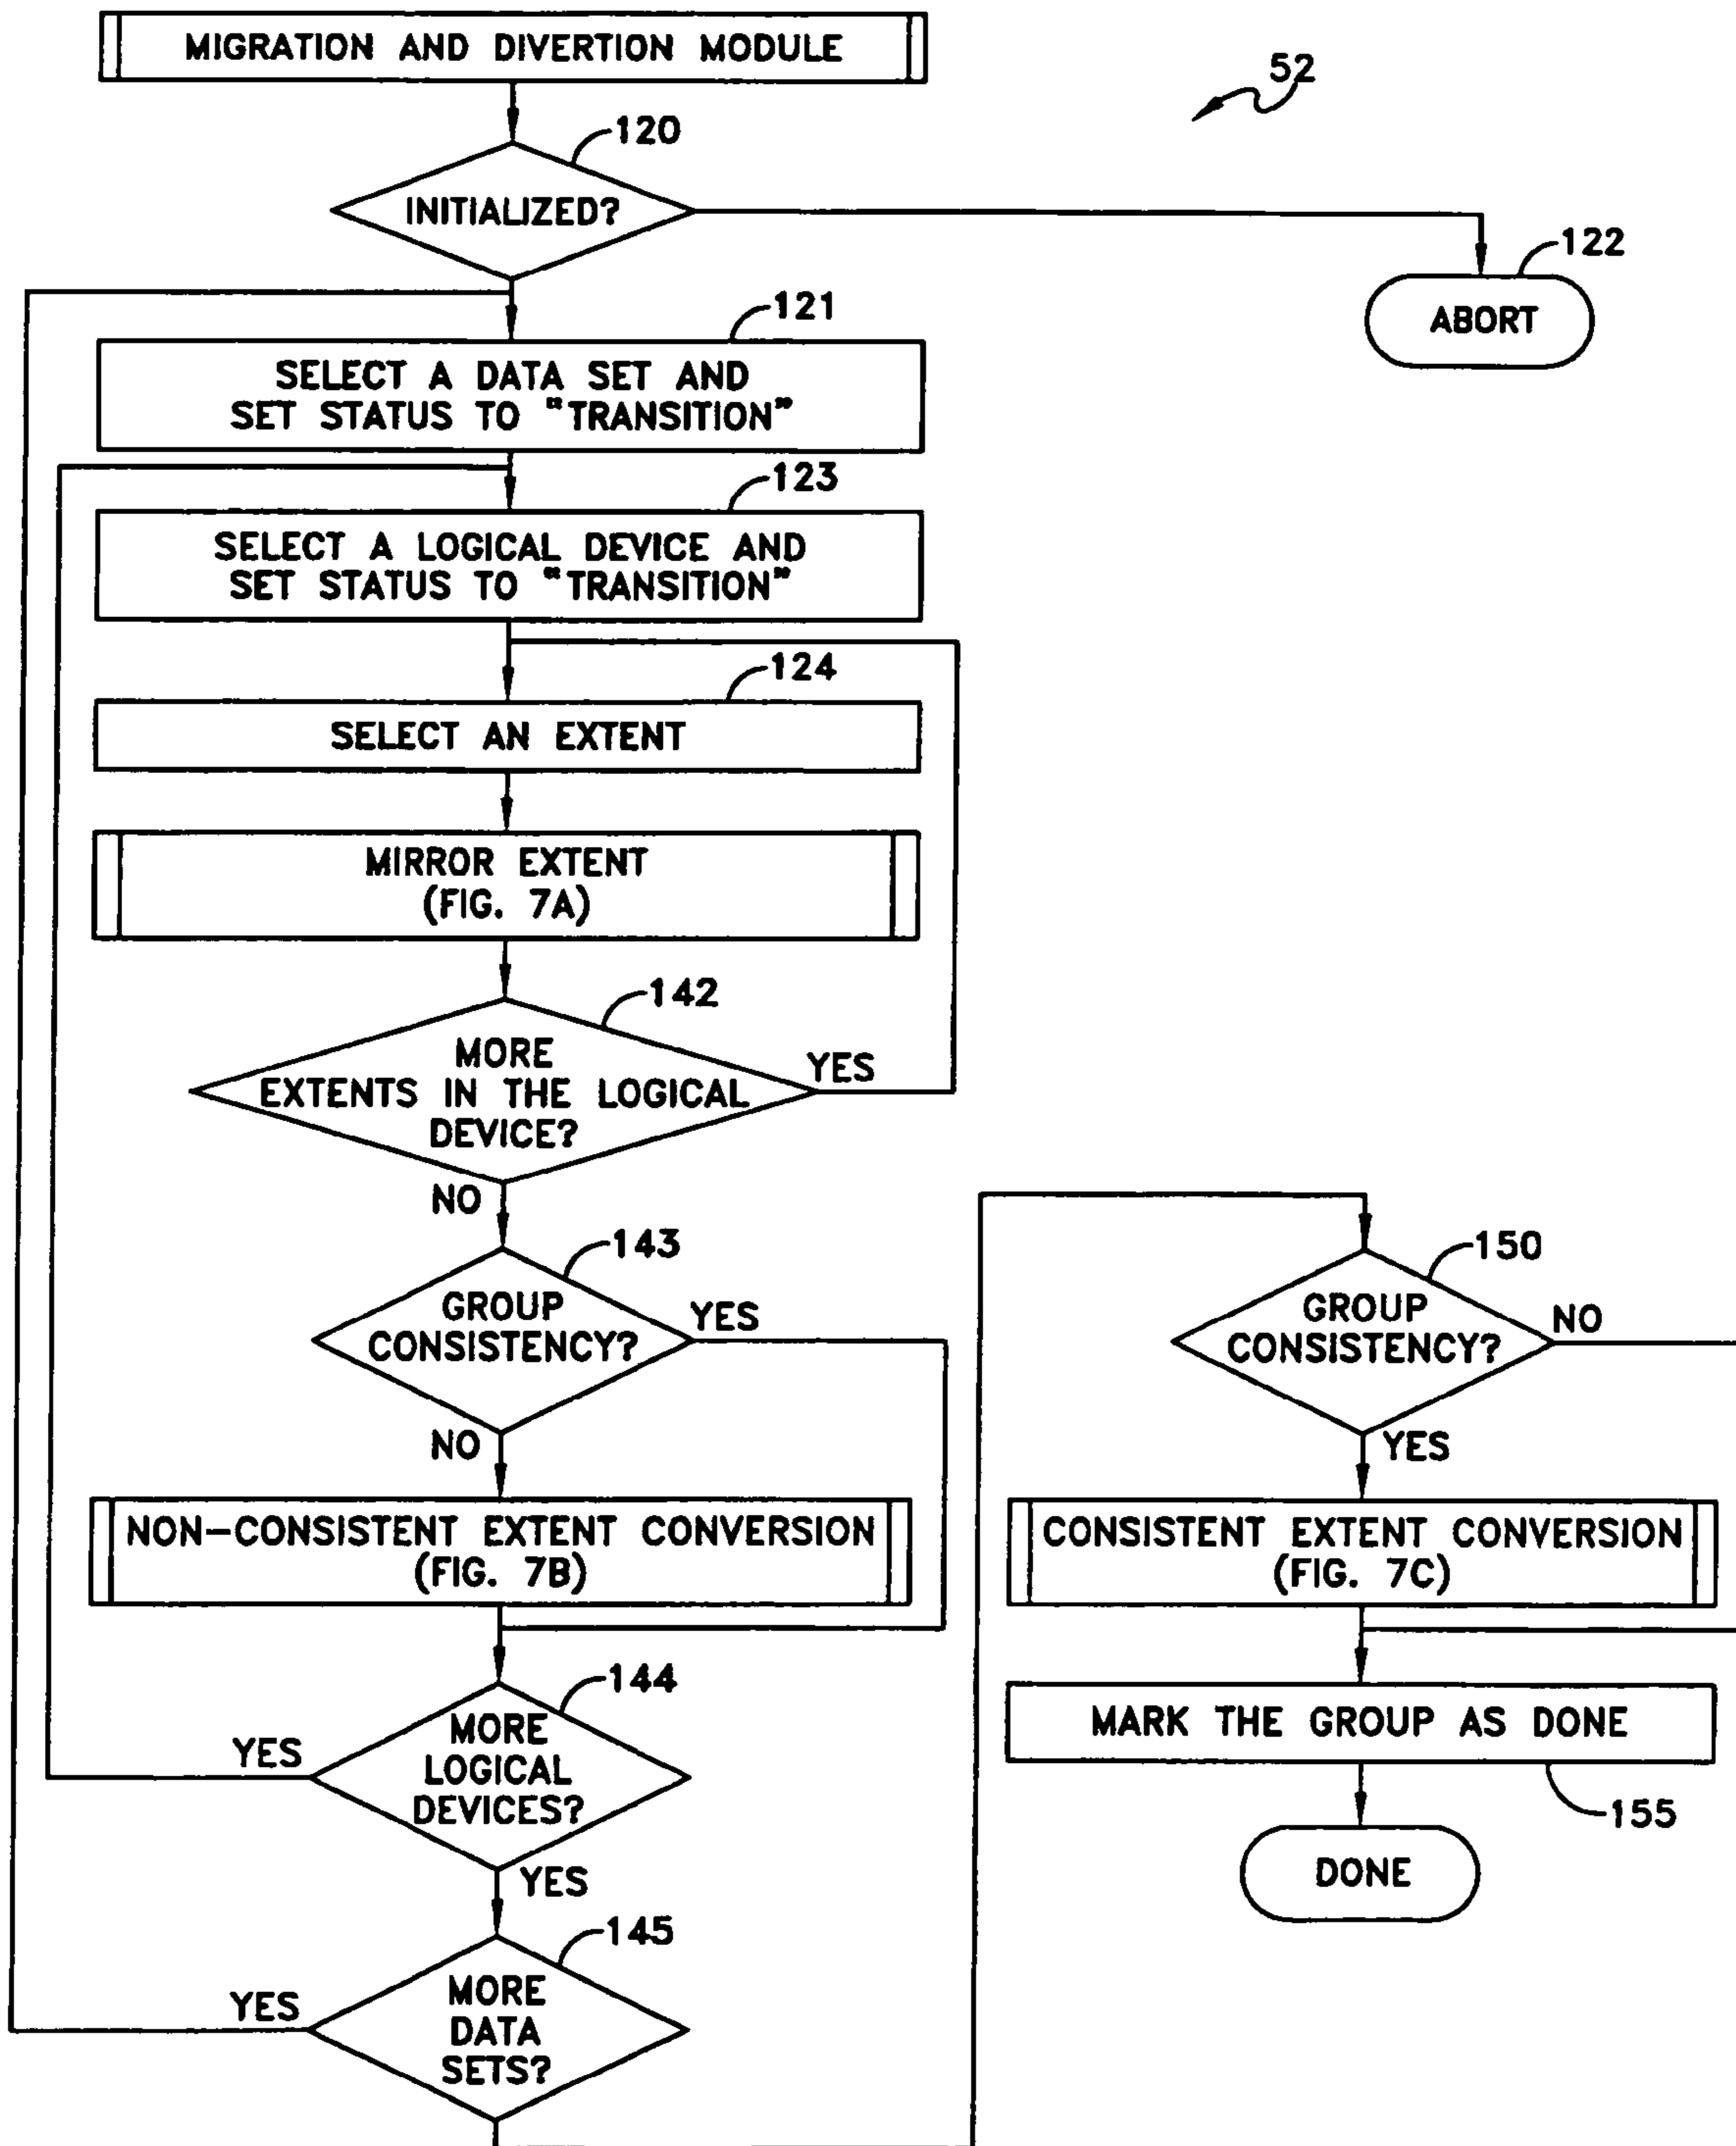 MIGRATION AND DIVERTION MODULE
52
120
INITIALIZED?
122
ABORT
121
SELECT A DATA SET AND
SET STATUS TO "TRANSITION"
123
SELECT A LOGICAL DEVICE AND
SET STATUS TO "TRANSITION"
124
SELECT AN EXTENT
MIRROR EXTENT
(FIG. 7A)
142
MORE
EXTENTS IN THE LOGICAL
DEVICE?
YES
NO
143
GROUP
CONSISTENCY?
YES
NO
NON-CONSISTENT EXTENT CONVERSION
(FIG. 7B)
144
MORE
LOGICAL
DEVICES?
YES
YES
145
MORE
DATA
SETS?
YES
150
GROUP
CONSISTENCY?
NO
YES
CONSISTENT EXTENT CONVERSION
(FIG. 7C)
MARK THE GROUP AS DONE
155
DONE